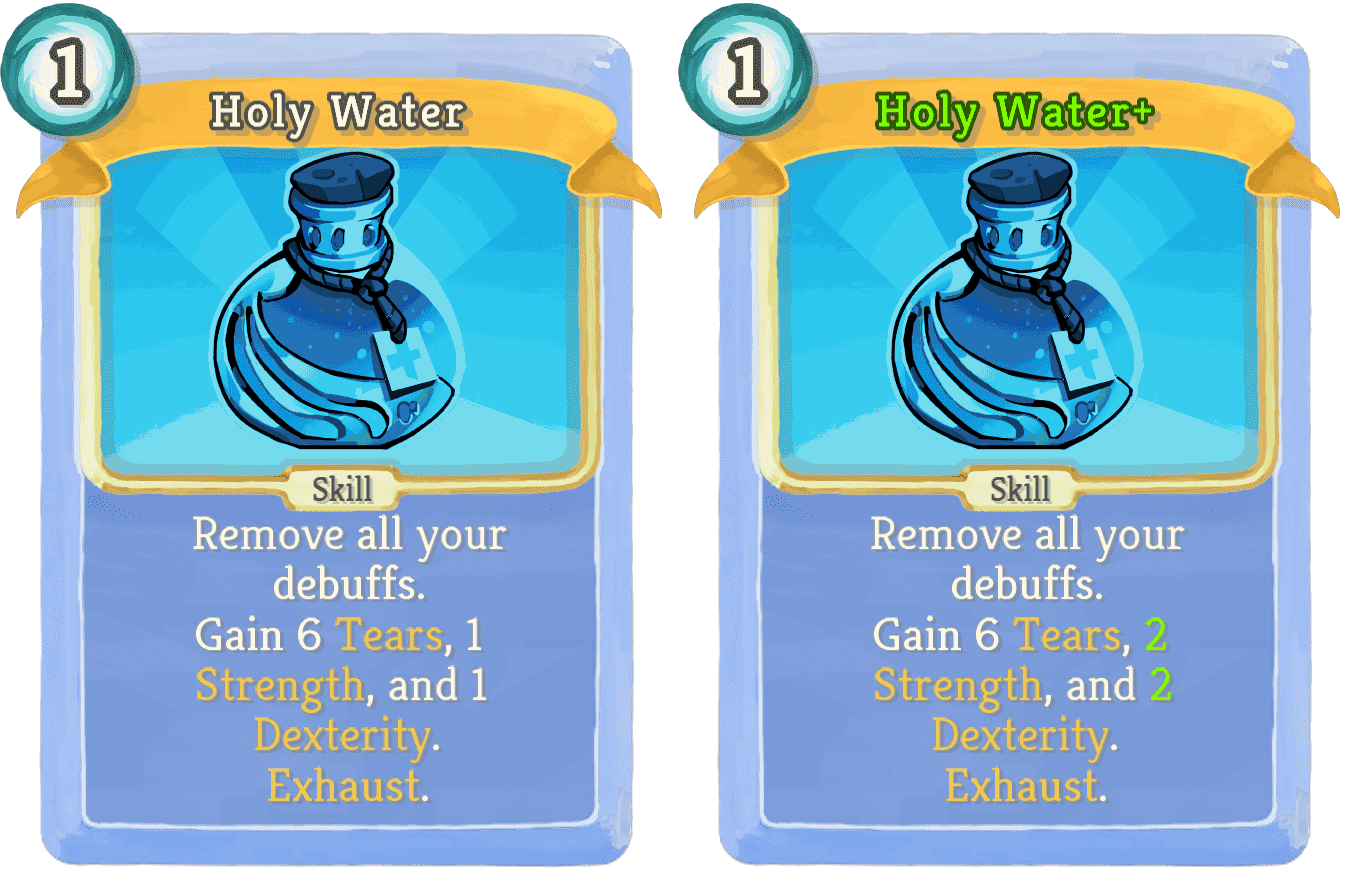 1
Holy Water
Skill
Remove all your
debuffs.
Gain 6 Tears, 1
Strength, and 1
Dexterity.
Exhaust.
1
Holy Water+
Skill
Remove all your
debuffs.
Gain 6 Tears, 2
Strength, and 2
Dexterity.
Exhaust.